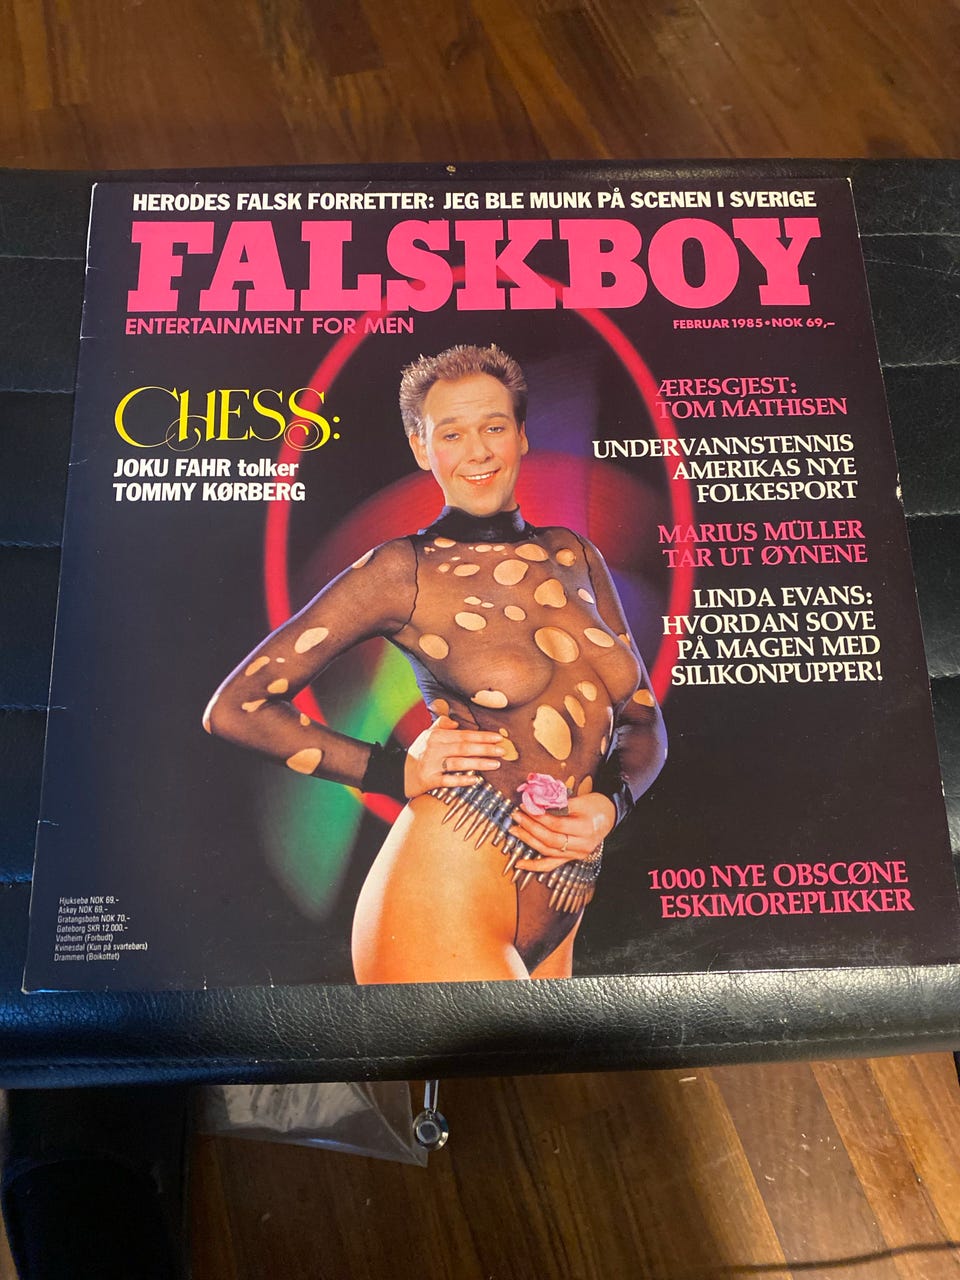 HERODES FALSK FORRETTER: JEG BLE MUNK PÅ SCENEN I SVERIGE
FALSKBOY
ENTERTAINMENT FOR MEN
FEBRUAR 1985 • NOK 69,–
CHESS:
JOKU FAHR tolker
TOMMY KØRBERG
ÆRESGJEST:
TOM MATHISEN
UNDERVANNSTENNIS
AMERIKAS NYE
FOLKESPORT
MARIUS MÜLLER
TAR UT ØYNENE
LINDA EVANS:
HVORDAN SOVE
PÅ MAGEN MED
SILIKONPUPPER!
1000 NYE OBSCØNE
ESKIMOREPLIKKER
Hjuksebø NOK 69.-
Askøy NOK 69.-
Gratangsbotn NOK 70.-
Gøteborg SKR 12.000.-
Vadheim (Forbudt)
Kvinesdal (Kun på svartebørs)
Drammen (Boikottet)